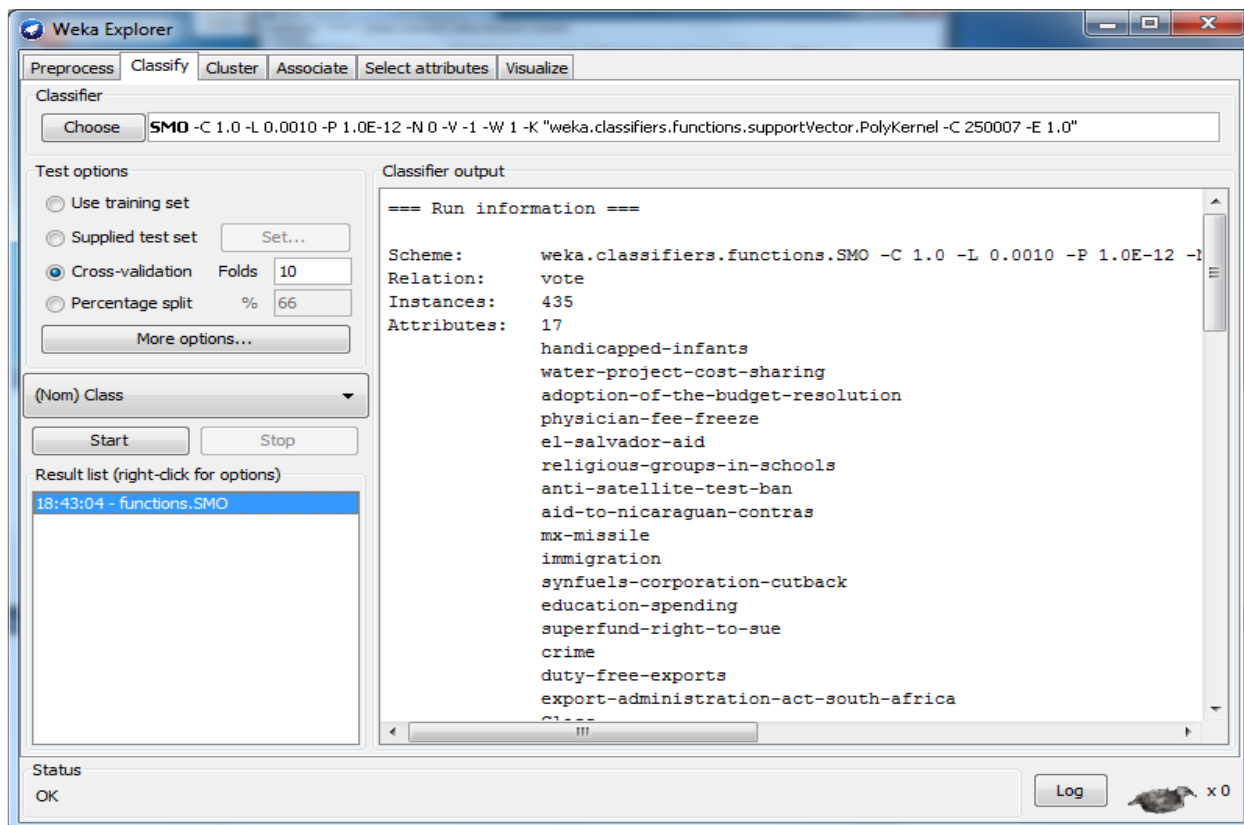 Weka Explorer
Preprocess Classify Cluster Associate Select attributes Visualize
Classifier
Choose SMO -C 1.0 -L 0.0010 -P 1.0E-12 -N 0 -V -1 -W 1 -K "weka.classifiers.functions.supportVector.PolyKernel -C 250007 -E 1.0"
Test options
Use training set
Supplied test set Set...
Cross-validation Folds 10
Percentage split % 66
More options...
(Nom) Class
Start Stop
Result list (right-click for options)
18:43:04 - functions.SMO
Classifier output
=== Run information ===
Scheme: weka.classifiers.functions.SMO -C 1.0 -L 0.0010 -P 1.0E-12 -N
Relation: vote
Instances: 435
Attributes: 17
handicapped-infants
water-project-cost-sharing
adoption-of-the-budget-resolution
physician-fee-freeze
el-salvador-aid
religious-groups-in-schools
anti-satellite-test-ban
aid-to-nicaraguan-contras
mx-missile
immigration
synfuels-corporation-cutback
education-spending
superfund-right-to-sue
crime
duty-free-exports
export-administration-act-south-africa
Class
Status
OK
Log x 0